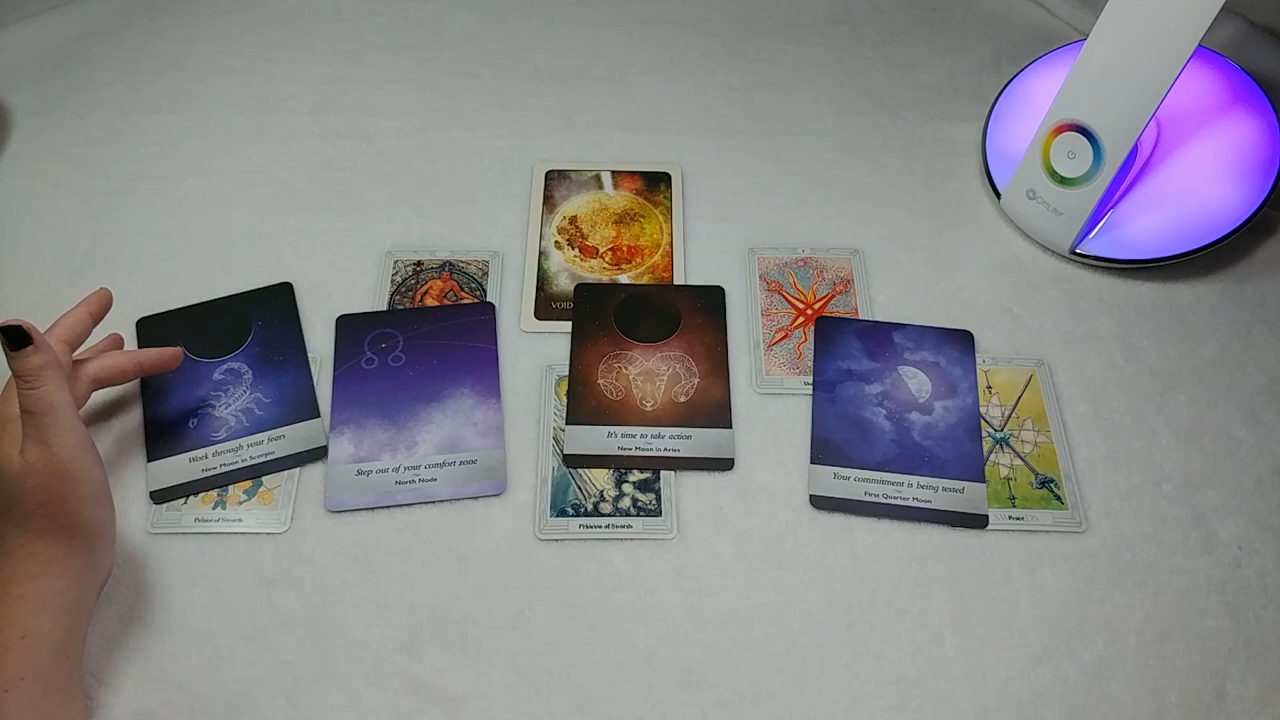 VOID
Work through your fears
New Moon in Scorpio
Step out of your comfort zone
North Node
It's time to take action
New Moon in Aries
Your commitment is being tested
First Quarter Moon
of Swords
Princess of Swords
Peace
OttLite